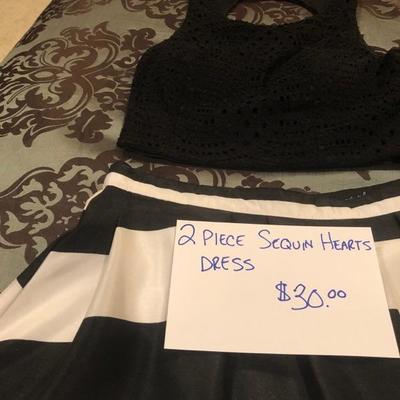 2 PIECE SEQUIN HEARTS
DRESS
$30.00